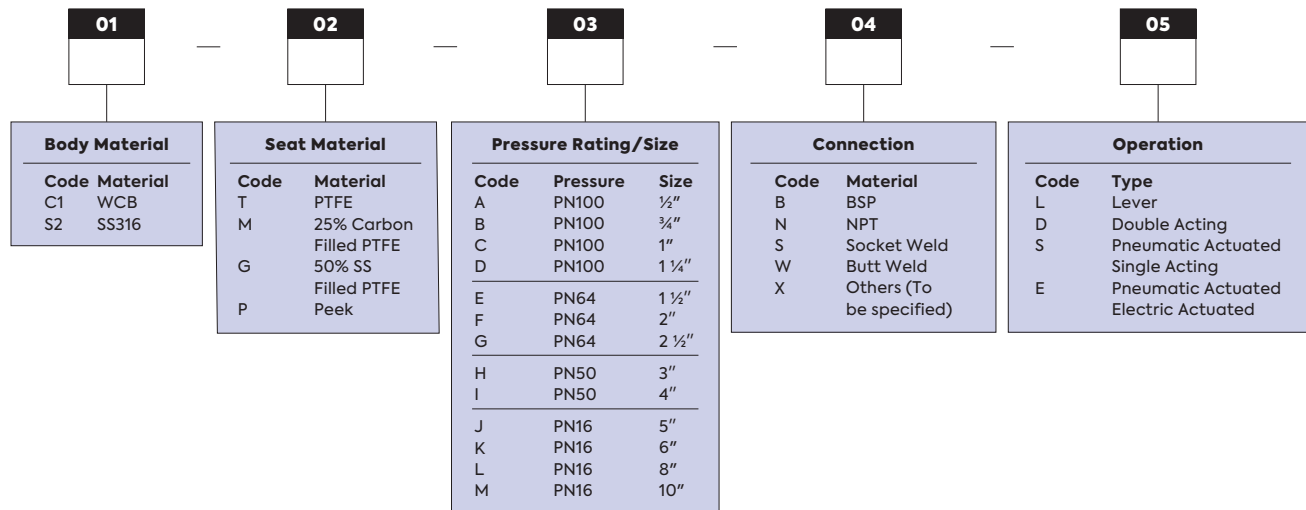 01 — 02 — 03 — 04 — 05
Body Material
Code Material
C1 WCB
S2 SS316
Seat Material
Code Material
T PTFE
M 25% Carbon
Filled PTFE
G 50% SS
Filled PTFE
P Peek
Pressure Rating/Size
Code Pressure Size
A PN100 ½"
B PN100 ¾"
C PN100 1"
D PN100 1 ¼"
E PN64 1 ½"
F PN64 2"
G PN64 2 ½"
H PN50 3"
I PN50 4"
J PN16 5"
K PN16 6"
L PN16 8"
M PN16 10"
Connection
Code Material
B BSP
N NPT
S Socket Weld
W Butt Weld
X Others (To
be specified)
Operation
Code Type
L Lever
D Double Acting
S Pneumatic Actuated
Single Acting
E Pneumatic Actuated
Electric Actuated